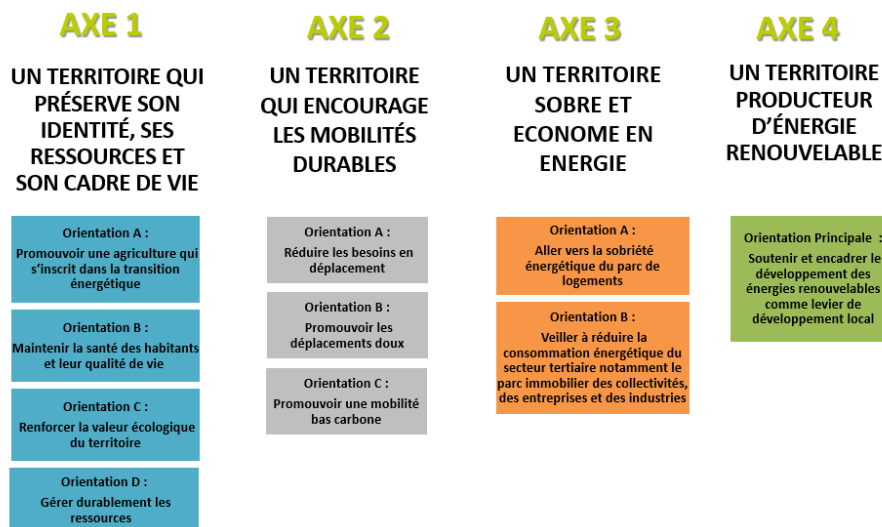 AXE 1
UN TERRITOIRE QUI
PRÉSERVE SON
IDENTITÉ, SES
RESSOURCES ET
SON CADRE DE VIE
Orientation A :
Promouvoir une agriculture qui
s'inscrit dans la transition
énergétique
Orientation B :
Maintenir la santé des habitants
et leur qualité de vie
Orientation C :
Renforcer la valeur écologique
du territoire
Orientation D :
Gérer durablement les
ressources
AXE 2
UN TERRITOIRE
QUI ENCOURAGE
LES MOBILITÉS
DURABLES
Orientation A :
Réduire les besoins en
déplacement
Orientation B :
Promouvoir les
déplacements doux
Orientation C :
Promouvoir une mobilité
bas carbone
AXE 3
UN TERRITOIRE
SOBRE ET
ECONOME EN
ENERGIE
Orientation A :
Aller vers la sobriété
énergétique du parc de
logements
Orientation B :
Veiller à réduire la
consommation énergétique du
secteur tertiaire notamment le
parc immobilier des collectivités,
des entreprises et des industries
AXE 4
UN TERRITOIRE
PRODUCTEUR
D'ÉNERGIE
RENOUVELABLE
Orientation Principale :
Soutenir et encadrer le
développement des
énergies renouvelables
comme levier de
développement local